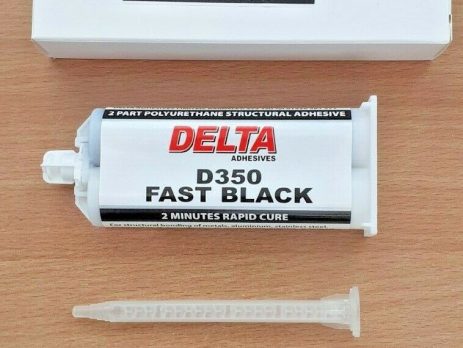 2 PART POLYURETHANE STRUCTURAL ADHESIVE
DELTA
ADHESIVES
D350
FAST BLACK
2 MINUTES RAPID CURE
For structural bonding of metals, aluminium, stainless steel,